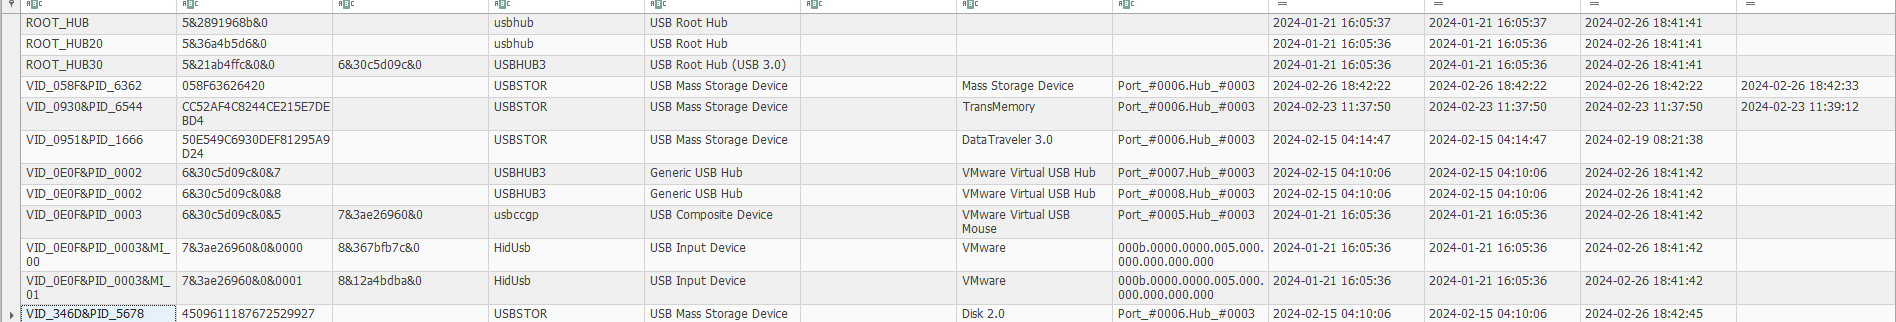 ROOT_HUB 5&2891968b&0 usbhub USB Root Hub 2024-01-21 16:05:37 2024-01-21 16:05:37 2024-02-26 18:41:41
ROOT_HUB20 5&36a4b5d6&0 usbhub USB Root Hub 2024-01-21 16:05:36 2024-01-21 16:05:36 2024-02-26 18:41:41
ROOT_HUB30 5&21ab4ffc&0&0 6&30c5d09c&0 USBHUB3 USB Root Hub (USB 3.0) 2024-01-21 16:05:36 2024-01-21 16:05:36 2024-02-26 18:41:41
VID_058F&PID_6362 058F63626420 USBSTOR USB Mass Storage Device Mass Storage Device Port_#0006.Hub_#0003 2024-02-26 18:42:22 2024-02-26 18:42:22 2024-02-26 18:42:22 2024-02-26 18:42:33
VID_0930&PID_6544 CC52AF4C8244CE215E7DE USBSTOR USB Mass Storage Device TransMemory Port_#0006.Hub_#0003 2024-02-23 11:37:50 2024-02-23 11:37:50 2024-02-23 11:37:50 2024-02-23 11:39:12
BD4
VID_0951&PID_1666 50E549C6930DEF81295A9 USBSTOR USB Mass Storage Device DataTraveler 3.0 Port_#0006.Hub_#0003 2024-02-15 04:14:47 2024-02-15 04:14:47 2024-02-19 08:21:38
D24
VID_0E0F&PID_0002 6&30c5d09c&0&7 USBHUB3 Generic USB Hub VMware Virtual USB Hub Port_#0007.Hub_#0003 2024-02-15 04:10:06 2024-02-15 04:10:06 2024-02-26 18:41:42
VID_0E0F&PID_0002 6&30c5d09c&0&8 USBHUB3 Generic USB Hub VMware Virtual USB Hub Port_#0008.Hub_#0003 2024-02-15 04:10:06 2024-02-15 04:10:06 2024-02-26 18:41:42
VID_0E0F&PID_0003 6&30c5d09c&0&5 7&3ae26960&0 usbccgp USB Composite Device VMware Virtual USB Port_#0005.Hub_#0003 2024-01-21 16:05:36 2024-01-21 16:05:36 2024-02-26 18:41:42
Mouse
VID_0E0F&PID_0003&MI_ 7&3ae26960&0&0000 8&367bfb7c&0 HidUsb USB Input Device VMware 000b.0000.0000.005.000. 2024-01-21 16:05:36 2024-01-21 16:05:36 2024-02-26 18:41:42
00 000.000.000.000
VID_0E0F&PID_0003&MI_ 7&3ae26960&0&0001 8&12a4bdba&0 HidUsb USB Input Device VMware 000b.0000.0000.005.000. 2024-01-21 16:05:36 2024-01-21 16:05:36 2024-02-26 18:41:42
01 000.000.000.000
VID_346D&PID_5678 4509611187672529927 USBSTOR USB Mass Storage Device Disk 2.0 Port_#0006.Hub_#0003 2024-02-15 04:10:06 2024-02-15 04:10:06 2024-02-26 18:42:45